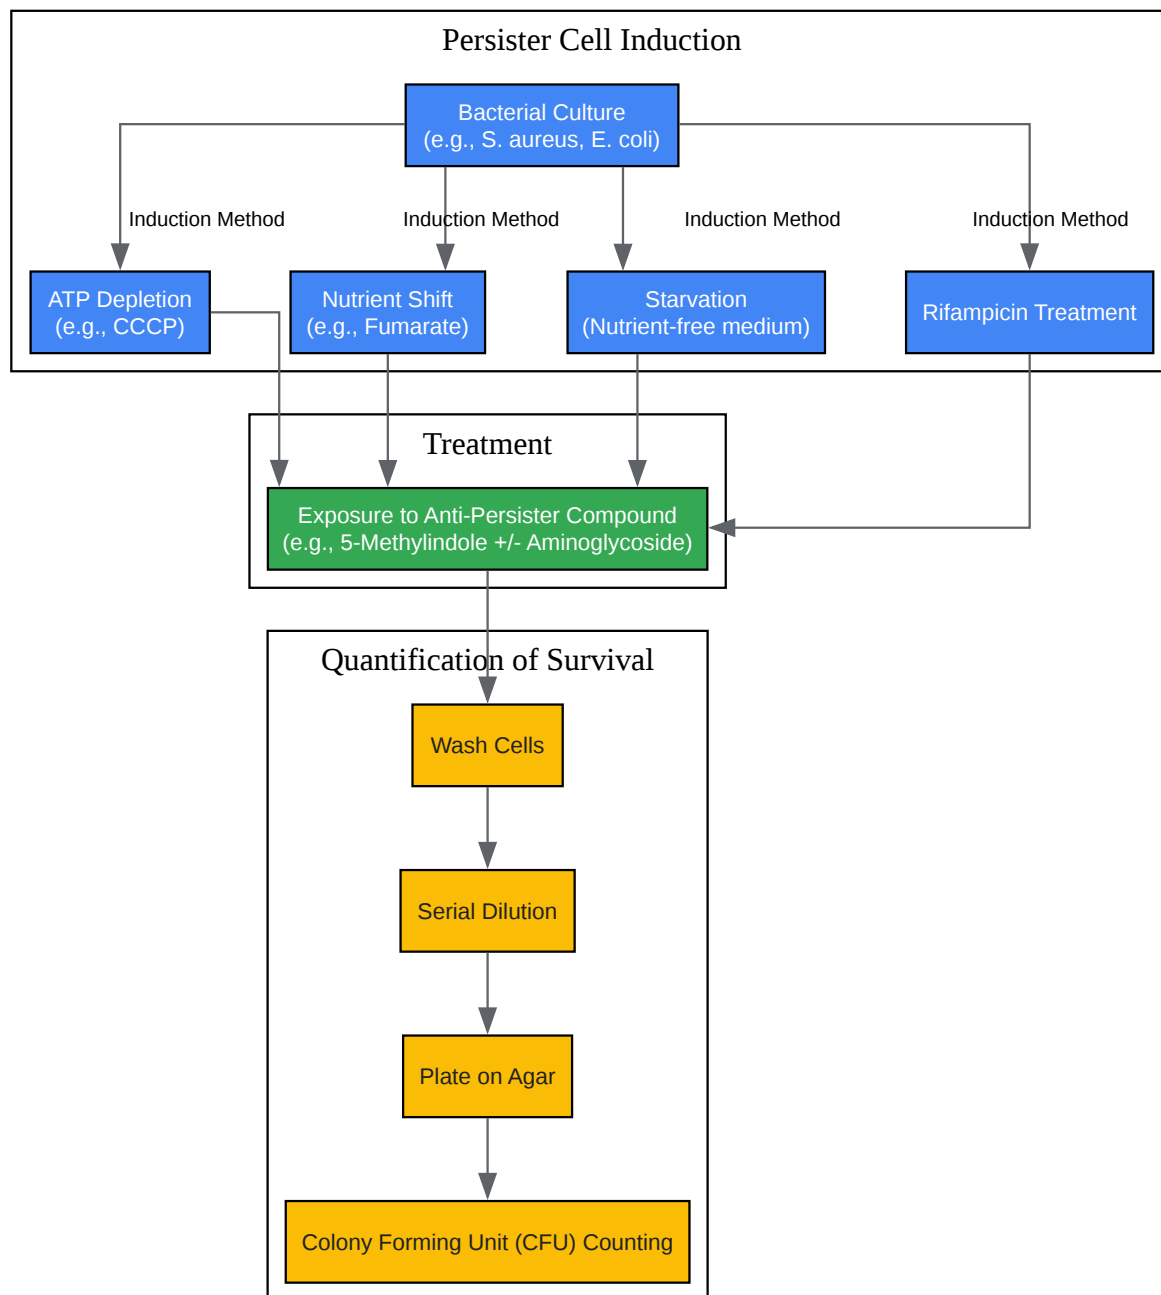 Persister Cell Induction
Bacterial Culture
(e.g., S. aureus, E. coli)
Induction Method
Induction Method
Induction Method
Induction Method
ATP Depletion
(e.g., CCCP)
Nutrient Shift
(e.g., Fumarate)
Starvation
(Nutrient-free medium)
Rifampicin Treatment
Treatment
Exposure to Anti-Persister Compound
(e.g., 5-Methylindole +/- Aminoglycoside)
Quantification of Survival
Wash Cells
Serial Dilution
Plate on Agar
Colony Forming Unit (CFU) Counting